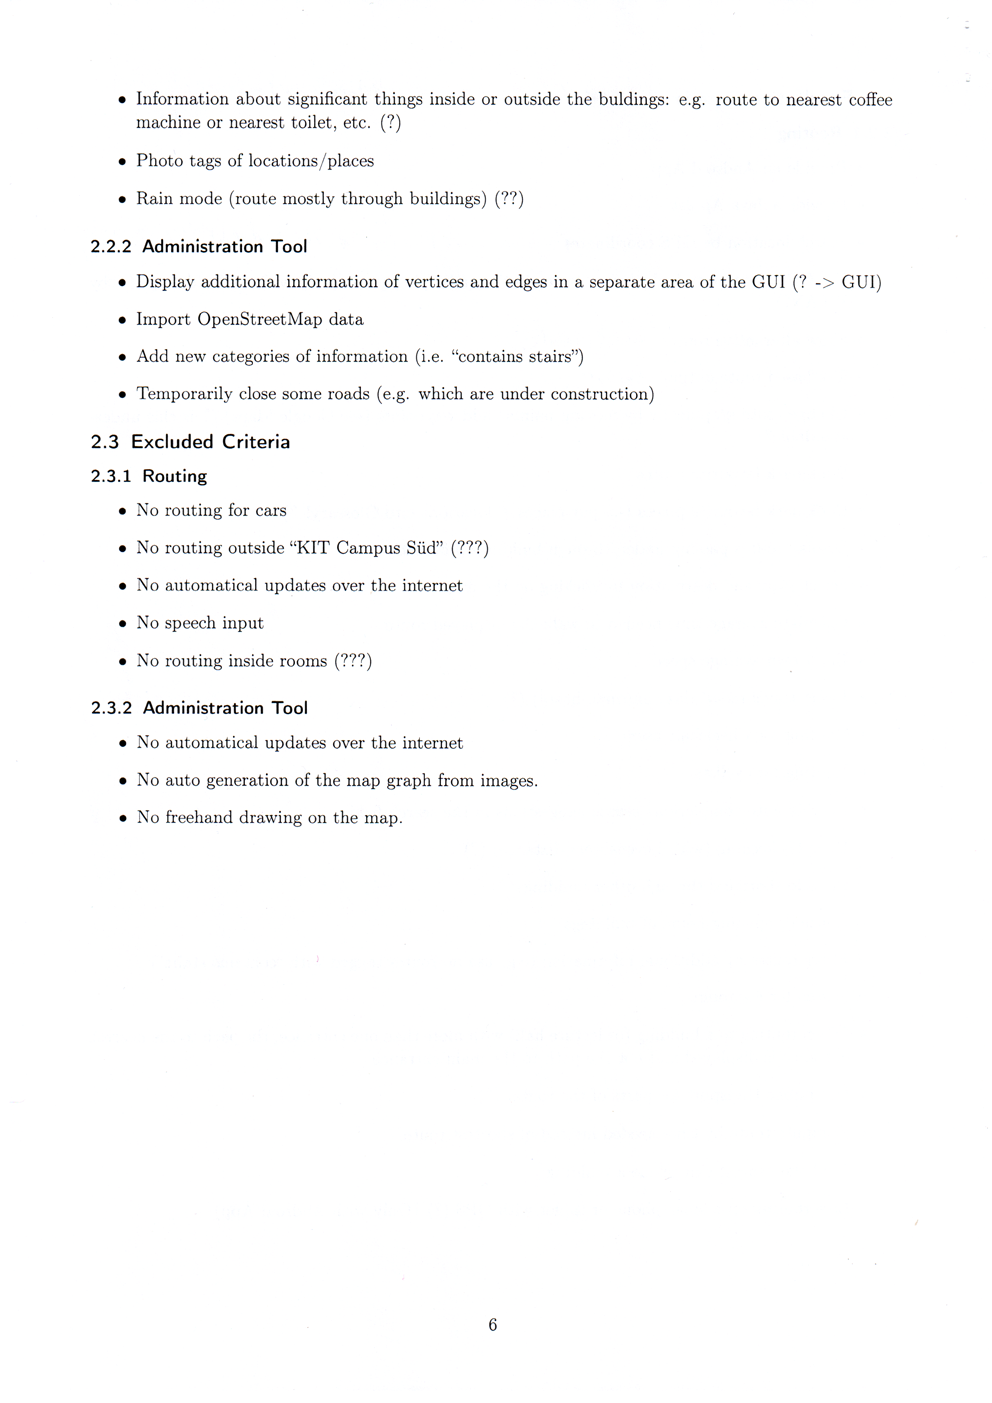 • Information about significant things inside or outside the buldings: e.g. route to nearest coffee
machine or nearest toilet, etc. (?)
• Photo tags of locations/places
• Rain mode (route mostly through buildings) (??)
2.2.2 Administration Tool
• Display additional information of vertices and edges in a separate area of the GUI (? -> GUI)
• Import OpenStreetMap data
• Add new categories of information (i.e. “contains stairs”)
• Temporarily close some roads (e.g. which are under construction)
2.3 Excluded Criteria
2.3.1 Routing
• No routing for cars
• No routing outside “KIT Campus Süd” (???)
• No automatical updates over the internet
• No speech input
• No routing inside rooms (???)
2.3.2 Administration Tool
• No automatical updates over the internet
• No auto generation of the map graph from images.
• No freehand drawing on the map.
6